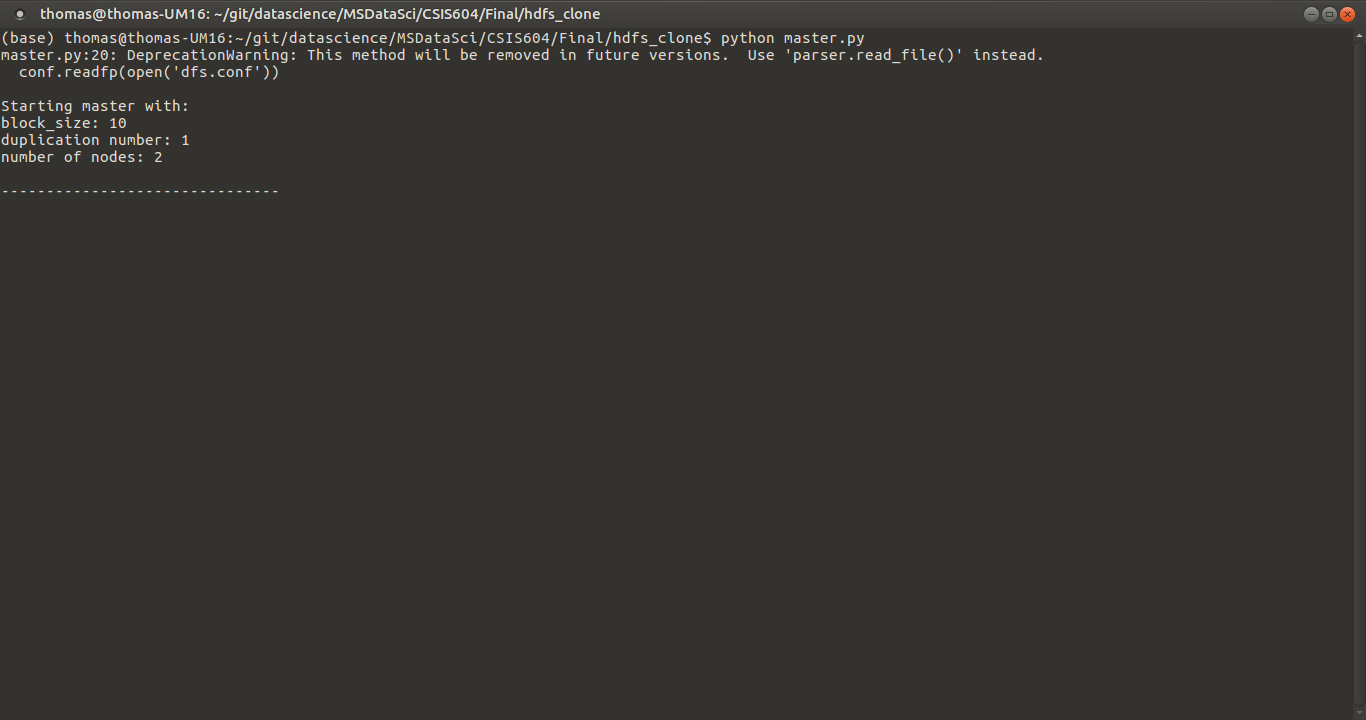 thomas@thomas-UM16: ~/git/datascience/MSDataSci/CSIS604/Final/hdfs_clone
(base) thomas@thomas-UM16:~/git/datascience/MSDataSci/CSIS604/Final/hdfs_clone$ python master.py
master.py:20: DeprecationWarning: This method will be removed in future versions.  Use 'parser.read_file()' instead.
  conf.readfp(open('dfs.conf'))
Starting master with:
block_size: 10
duplication number: 1
number of nodes: 2
-------------------------------